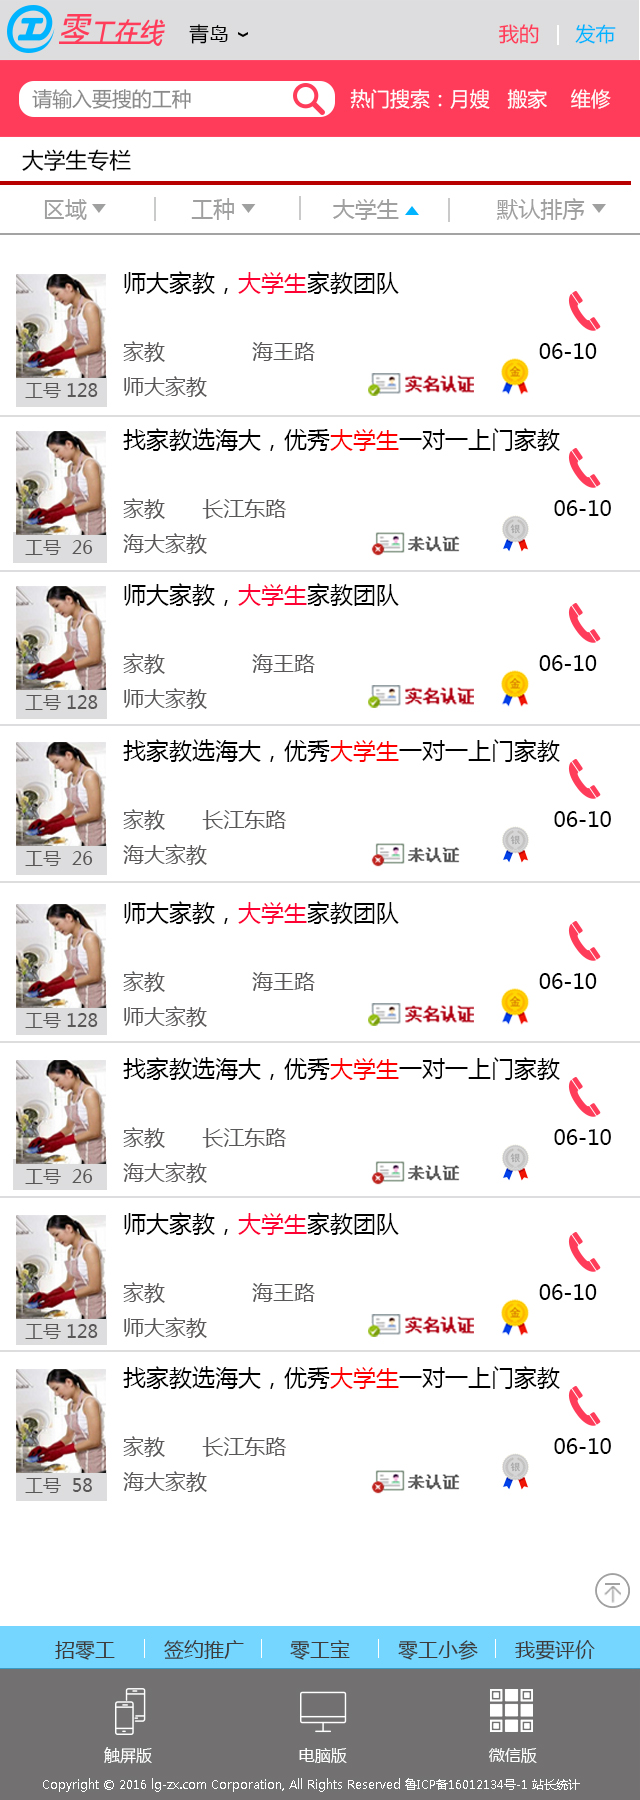 零工在线 青岛 我的 发布
请输入要搜的工种 热门搜索：月嫂 搬家 维修
大学生专栏
区域 工种 大学生 默认排序
师大家教，大学生家教团队
家教 海王路 06-10
工号 128 师大家教 实名认证 金
找家教选海大，优秀大学生一对一上门家教
家教 长江东路 06-10
工号 26 海大家教 未认证 银
师大家教，大学生家教团队
家教 海王路 06-10
工号 128 师大家教 实名认证 金
找家教选海大，优秀大学生一对一上门家教
家教 长江东路 06-10
工号 26 海大家教 未认证 银
师大家教，大学生家教团队
家教 海王路 06-10
工号 128 师大家教 实名认证 金
找家教选海大，优秀大学生一对一上门家教
家教 长江东路 06-10
工号 26 海大家教 未认证 银
师大家教，大学生家教团队
家教 海王路 06-10
工号 128 师大家教 实名认证 金
找家教选海大，优秀大学生一对一上门家教
家教 长江东路 06-10
工号 58 海大家教 未认证 银
招零工 签约推广 零工宝 零工小参 我要评价
触屏版 电脑版 微信版
Copyright © 2016 lg-zx.com Corporation, All Rights Reserved 鲁ICP备16012134号-1 站长统计